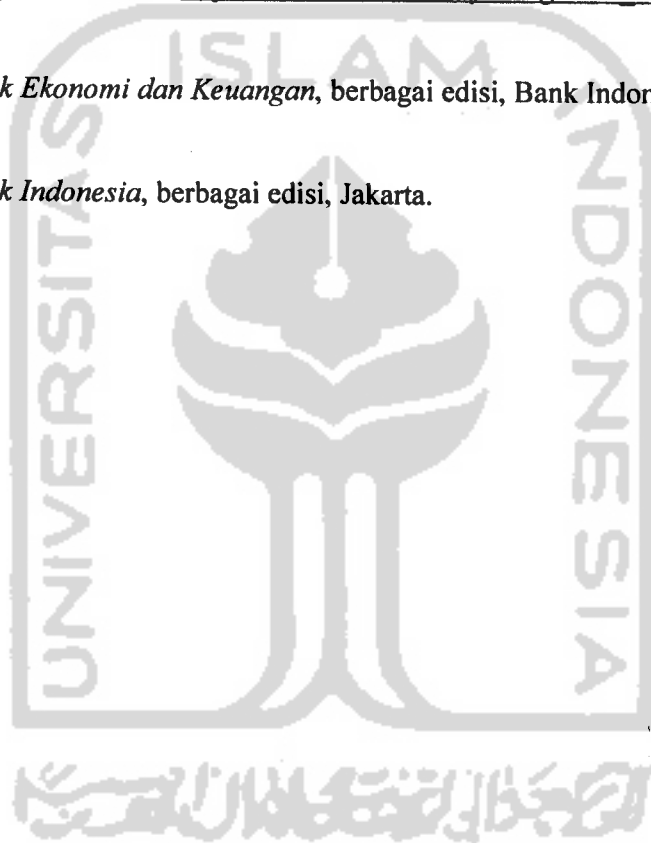 k Ekonomi dan Keuangan, berbagai edisi, Bank Indon
k Indonesia, berbagai edisi, Jakarta.
ISLAM
UNIVERSITAS
INDONESIA